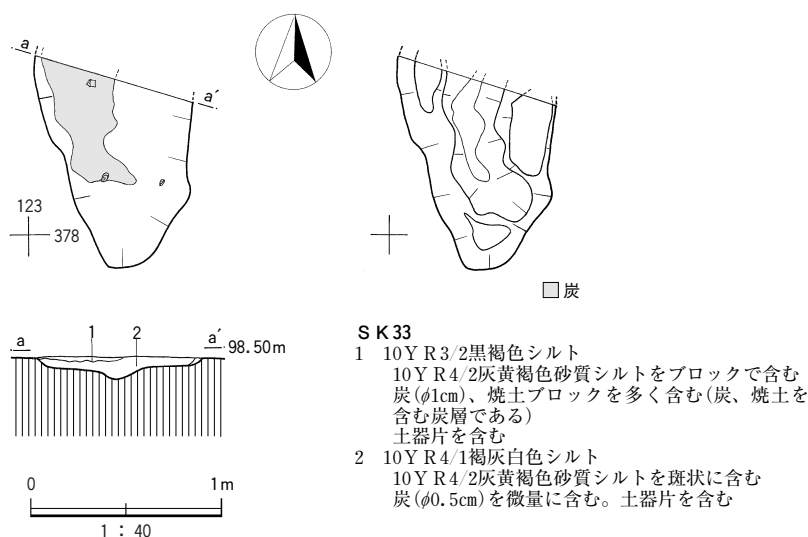 a
a′
123
378
炭
a
1
2
a′
98.50m
0
1m
1：40
ＳＫ33
1　10ＹＲ3/2黒褐色シルト
10ＹＲ4/2灰黄褐色砂質シルトをブロックで含む
炭(φ1cm)、焼土ブロックを多く含む(炭、焼土を
含む炭層である)
土器片を含む
2　10ＹＲ4/1褐灰白色シルト
10ＹＲ4/2灰黄褐色砂質シルトを斑状に含む
炭(φ0.5cm)を微量に含む。土器片を含む